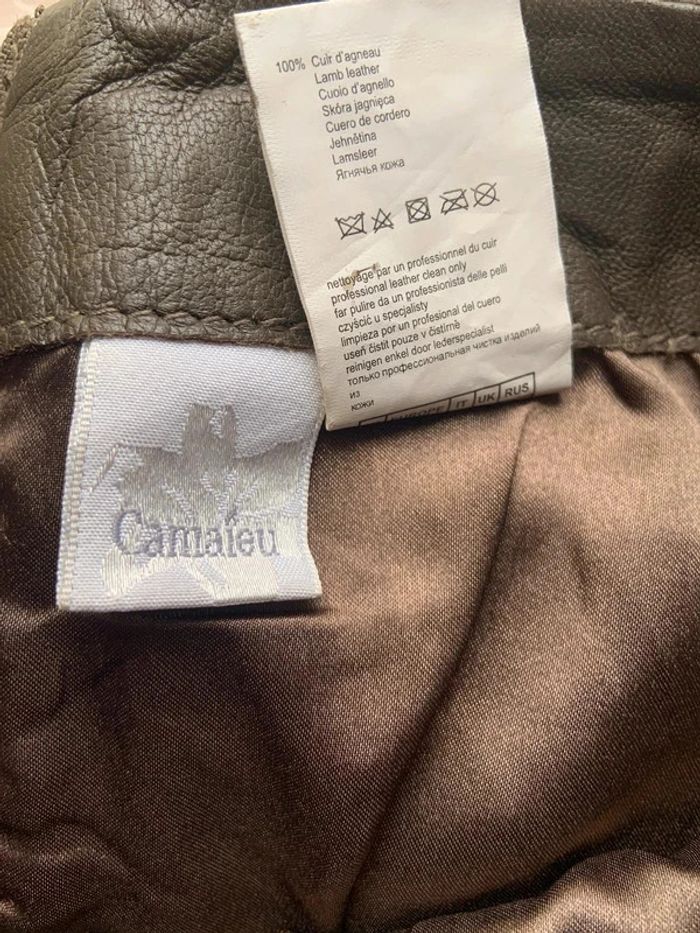 100% Cuir d'agneau
Lamb leather
Cuoio d'agnello
Skóra jagnięca
Cuero de cordero
Jehnětina
Lamsleer
Ягнячья кожа
nettoyage par un professionnel du cuir
professional leather clean only
far pulire da un professionista delle pelli
czyścić u specjalisty
limpieza por un profesional del cuero
useň čistit pouze v čistírně
reinigen enkel door lederspecialist
только профессиональная чистка изделий
из
кожи
EUROPE IT UK RUS
Camaïeu